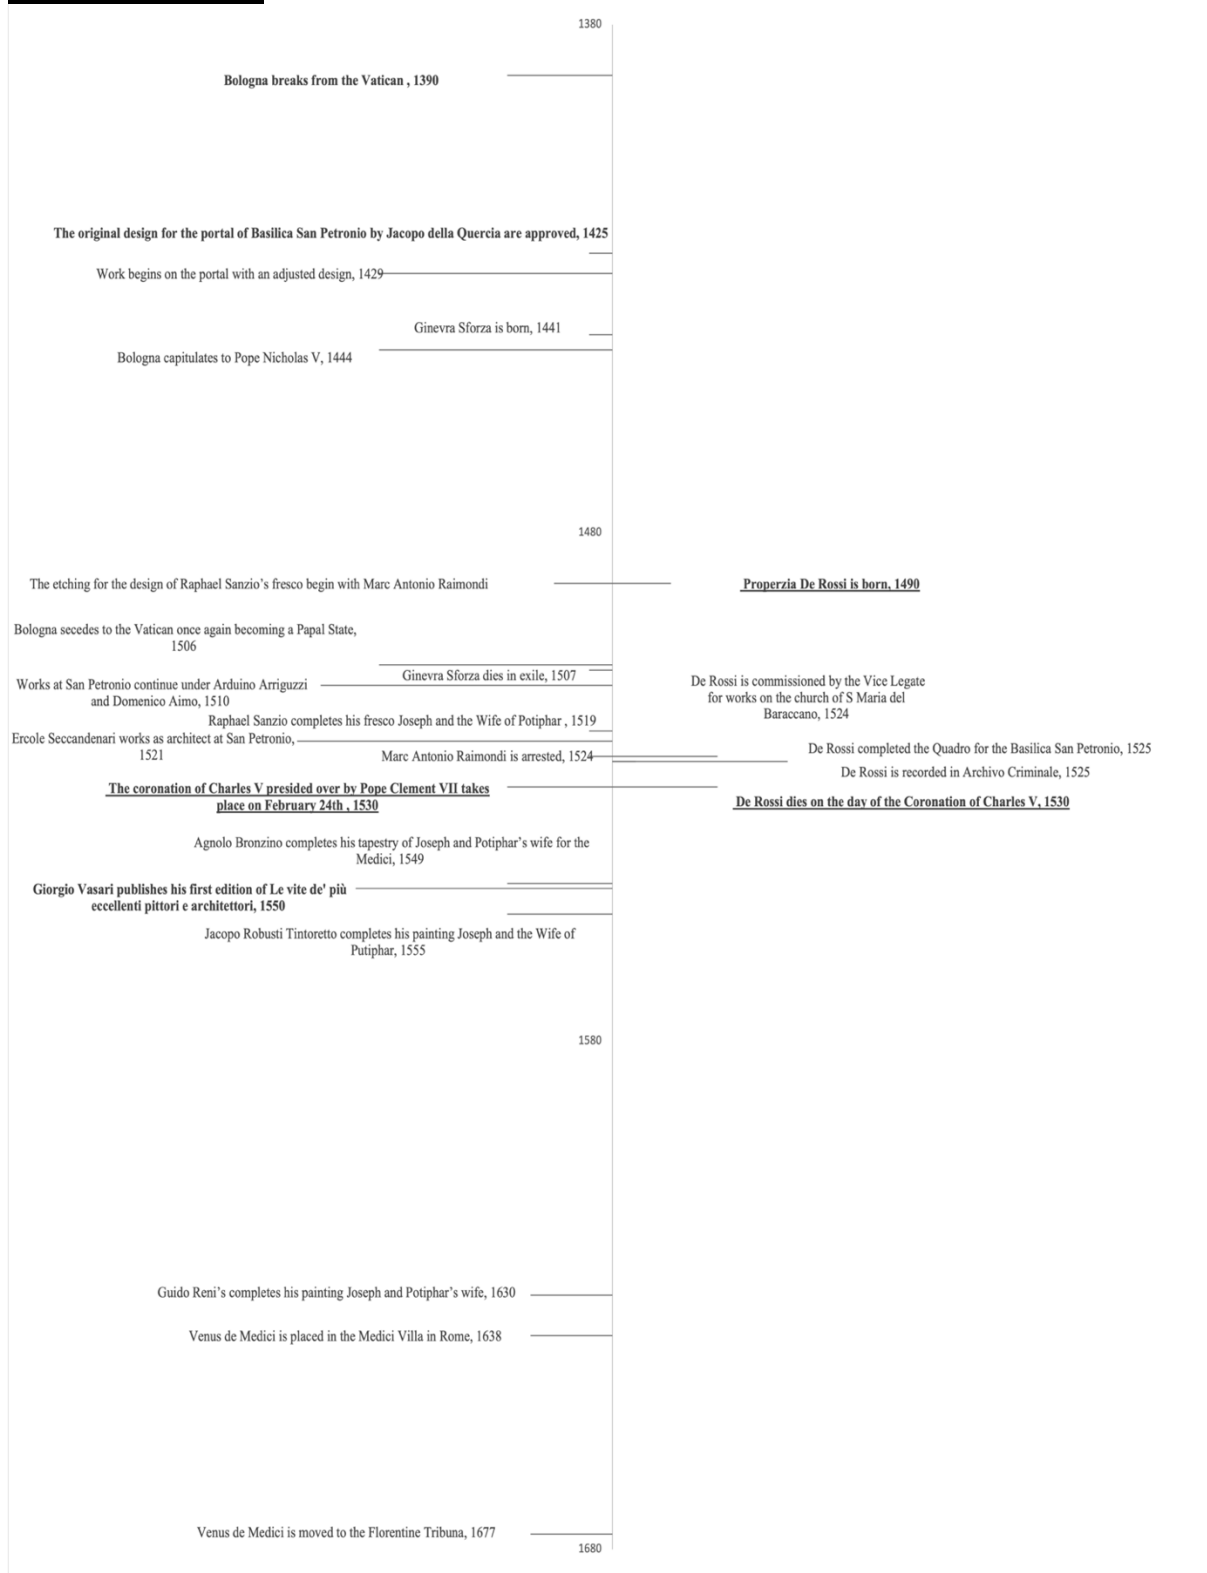 1380
Bologna breaks from the Vatican , 1390
The original design for the portal of Basilica San Petronio by Jacopo della Quercia are approved, 1425
Work begins on the portal with an adjusted design, 1429
Ginevra Sforza is born, 1441
Bologna capitulates to Pope Nicholas V, 1444
1480
The etching for the design of Raphael Sanzio's fresco begin with Marc Antonio Raimondi
Properzia De Rossi is born, 1490
Bologna secedes to the Vatican once again becoming a Papal State,
1506
Ginevra Sforza dies in exile, 1507
Works at San Petronio continue under Arduino Arriguzzi
and Domenico Aimo, 1510
De Rossi is commissioned by the Vice Legate
for works on the church of S Maria del
Baraccano, 1524
Raphael Sanzio completes his fresco Joseph and the Wife of Potiphar , 1519
Ercole Seccandenari works as architect at San Petronio,
1521
Marc Antonio Raimondi is arrested, 1524
De Rossi completed the Quadro for the Basilica San Petronio, 1525
De Rossi is recorded in Archivo Criminale, 1525
The coronation of Charles V presided over by Pope Clement VII takes
place on February 24th , 1530
De Rossi dies on the day of the Coronation of Charles V, 1530
Agnolo Bronzino completes his tapestry of Joseph and Potiphar's wife for the
Medici, 1549
Giorgio Vasari publishes his first edition of Le vite de' più
eccellenti pittori e architettori, 1550
Jacopo Robusti Tintoretto completes his painting Joseph and the Wife of
Putiphar, 1555
1580
Guido Reni's completes his painting Joseph and Potiphar's wife, 1630
Venus de Medici is placed in the Medici Villa in Rome, 1638
Venus de Medici is moved to the Florentine Tribuna, 1677
1680